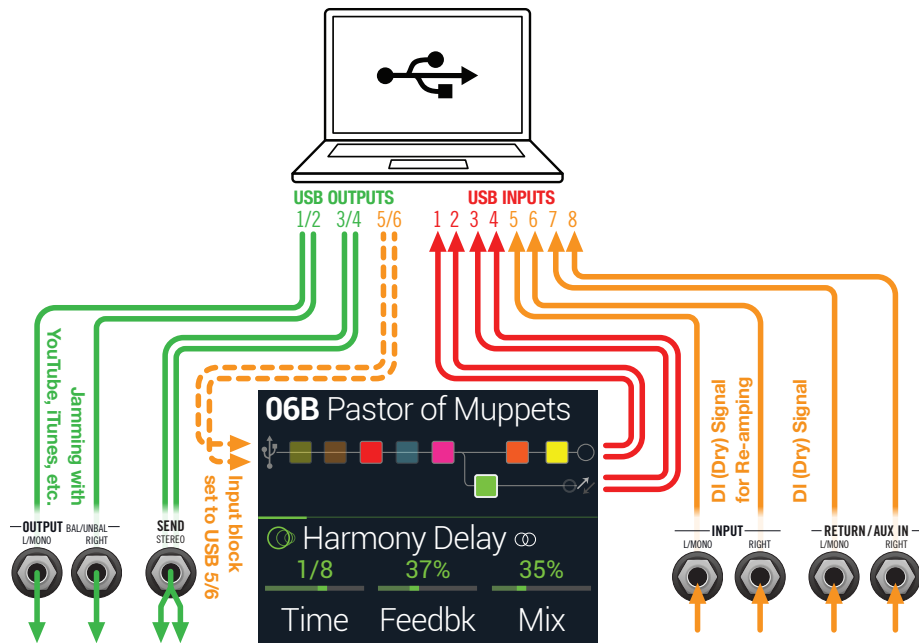 USB OUTPUTS
1/2 3/4 5/6
USB INPUTS
1 2 3 4 5 6 7 8
YouTube, iTunes, etc.
Jamming with
Input block
set to USB 5/6
06B Pastor of Muppets
Harmony Delay
1/8 37% 35%
Time Feedbk Mix
DI (Dry) Signal
for Re-amping
DI (Dry) Signal
OUTPUT BAL/UNBAL
L/MONO RIGHT
SEND
STEREO
INPUT
L/MONO RIGHT
RETURN / AUX IN
L/MONO RIGHT